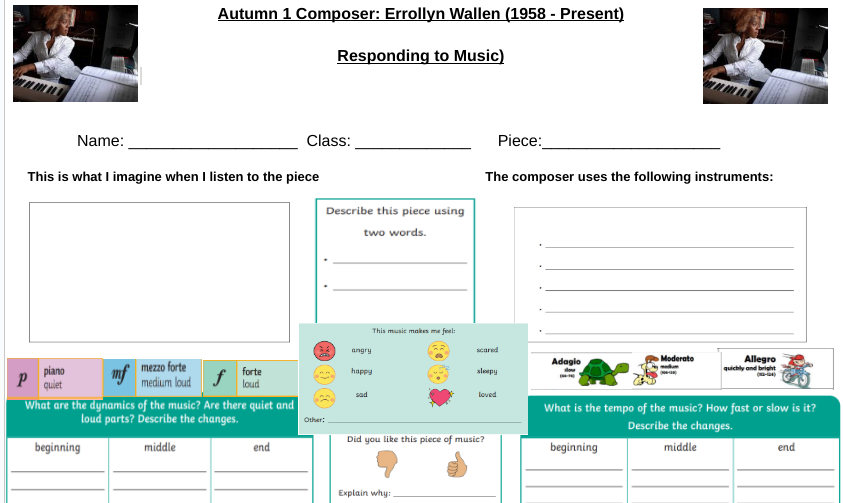 Autumn 1 Composer: Errollyn Wallen (1958 - Present)
Responding to Music)
Name: ____________________ Class: ______________ Piece:_____________________
This is what I imagine when I listen to the piece
The composer uses the following instruments:
Describe this piece using
two words.
This music makes me feel:
angry
scared
happy
sleepy
sad
loved
Other:
p
piano
quiet
mf
mezzo forte
medium loud
f
forte
loud
Adagio
slow
Moderato
medium
Allegro
quickly and bright
What are the dynamics of the music? Are there quiet and
loud parts? Describe the changes.
beginning
middle
end
Did you like this piece of music?
Explain why:
What is the tempo of the music? How fast or slow is it?
Describe the changes.
beginning
middle
end